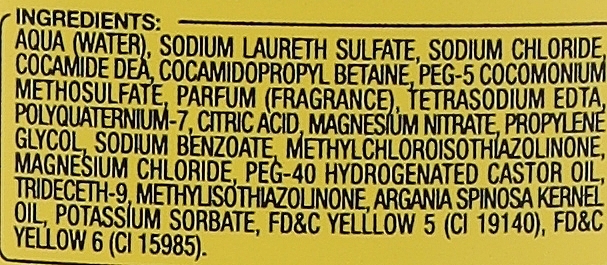 INGREDIENTS:
AQUA (WATER), SODIUM LAURETH SULFATE, SODIUM CHLORIDE,
COCAMIDE DEA, COCAMIDOPROPYL BETAINE, PEG-5 COCOMONIUM
METHOSULFATE, PARFUM (FRAGRANCE), TETRASODIUM EDTA,
POLYQUATERNIUM-7, CITRIC ACID, MAGNESIUM NITRATE, PROPYLENE
GLYCOL, SODIUM BENZOATE, METHYLCHLOROISOTHIAZOLINONE,
MAGNESIUM CHLORIDE, PEG-40 HYDROGENATED CASTOR OIL,
TRIDECETH-9, METHYLISOTHIAZOLINONE, ARGANIA SPINOSA KERNEL
OIL, POTASSIUM SORBATE, FD&C YELLLOW 5 (CI 19140), FD&C
YELLOW 6 (CI 15985).